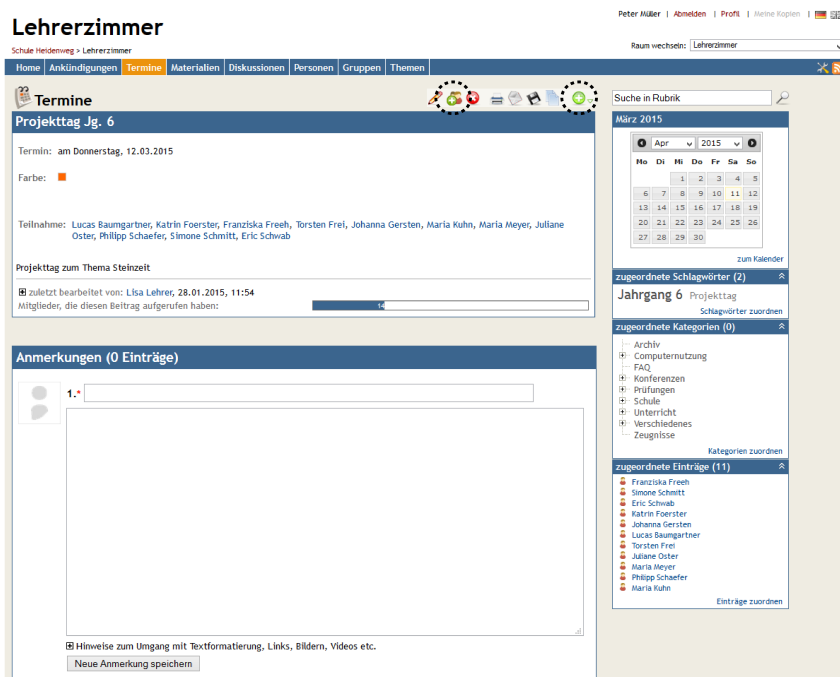 Peter Müller | Abmelden | Profil | Meine Kopien |
Lehrerzimmer
Schule Heidenweg > Lehrerzimmer
Raum wechseln: Lehrerzimmer
Home Ankündigungen Termine Materialien Diskussionen Personen Gruppen Themen
Termine
Suche in Rubrik
Projekttag Jg. 6
Termin: am Donnerstag, 12.03.2015
Farbe:
Teilnahme: Lucas Baumgartner, Katrin Foerster, Franziska Freeh, Torsten Frei, Johanna Gersten, Maria Kuhn, Maria Meyer, Juliane
Oster, Philipp Schaefer, Simone Schmitt, Eric Schwab
Projekttag zum Thema Steinzeit
zuletzt bearbeitet von: Lisa Lehrer, 28.01.2015, 11:54
Mitglieder, die diesen Beitrag aufgerufen haben: 14
Anmerkungen (0 Einträge)
1.*
Hinweise zum Umgang mit Textformatierung, Links, Bildern, Videos etc.
Neue Anmerkung speichern
März 2015
Apr 2015
Mo Di Mi Do Fr Sa So
1 2 3 4 5
6 7 8 9 10 11 12
13 14 15 16 17 18 19
20 21 22 23 24 25 26
27 28 29 30
zum Kalender
zugeordnete Schlagwörter (2)
Jahrgang 6 Projekttag
Schlagwörter zuordnen
zugeordnete Kategorien (0)
Archiv
Computernutzung
FAQ
Konferenzen
Prüfungen
Schule
Unterricht
Verschiedenes
Zeugnisse
Kategorien zuordnen
zugeordnete Einträge (11)
Franziska Freeh
Simone Schmitt
Eric Schwab
Katrin Foerster
Johanna Gersten
Lucas Baumgartner
Torsten Frei
Juliane Oster
Maria Meyer
Philipp Schaefer
Maria Kuhn
Einträge zuordnen